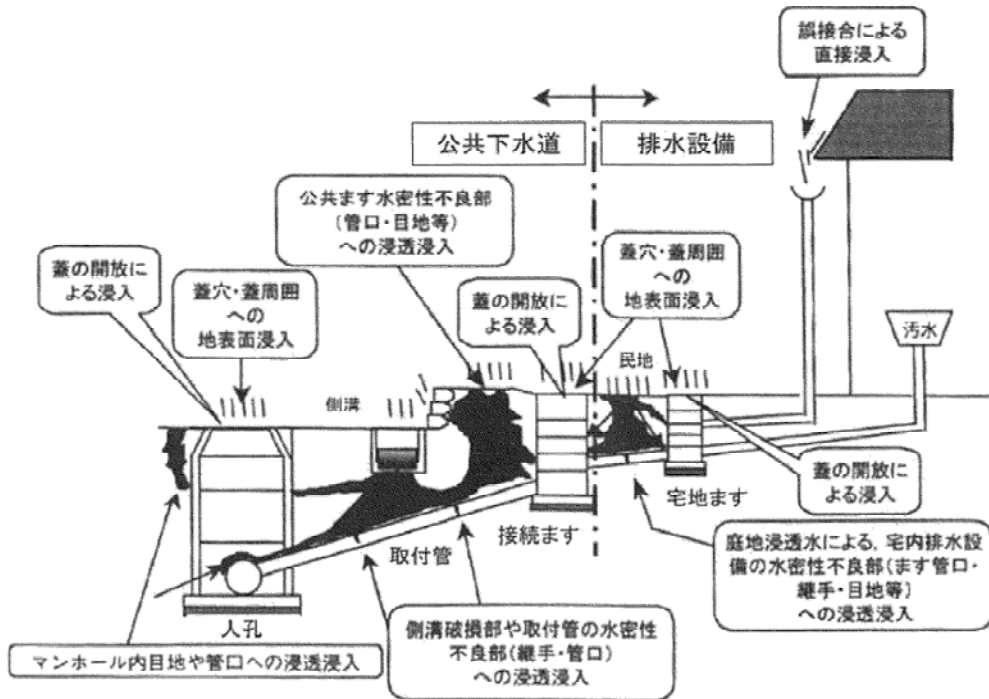 誤接合による
直接浸入
公共下水道
排水設備
公共ます水密性不良部
(管口・目地等)
への浸透浸入
蓋の開放に
よる浸入
蓋穴・蓋周囲
への
地表面浸入
蓋の開放に
よる浸入
蓋穴・蓋周囲
への
地表面浸入
汚水
民地
側溝
蓋の開放に
よる浸入
宅地ます
接続ます
取付管
人孔
庭地浸透水による、宅内排水設
備の水密性不良部(ます管口・
継手・目地等)
への浸透浸入
側溝破損部や取付管の水密性
不良部(継手・管口)
への浸透浸入
マンホール内目地や管口への浸透浸入